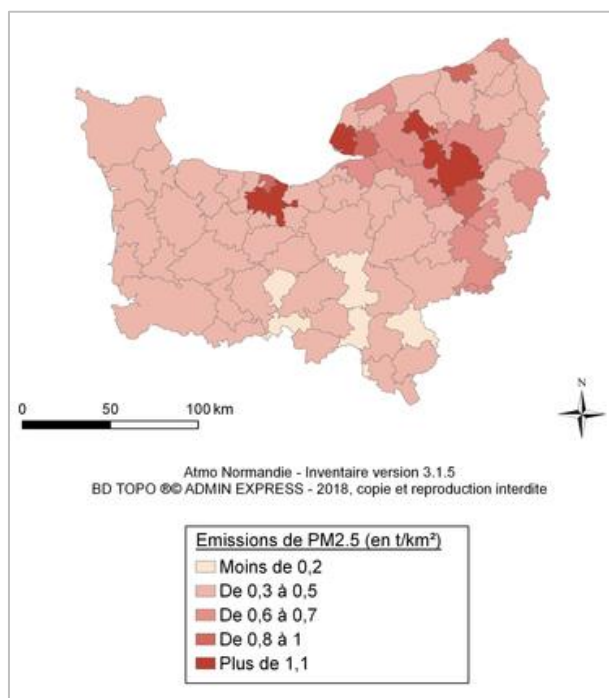 N
0 50 100 km
Atmo Normandie - Inventaire version 3.1.5
BD TOPO ®© ADMIN EXPRESS - 2018, copie et reproduction interdite
Emissions de PM2.5 (en t/km²)
Moins de 0,2
De 0,3 à 0,5
De 0,6 à 0,7
De 0,8 à 1
Plus de 1,1